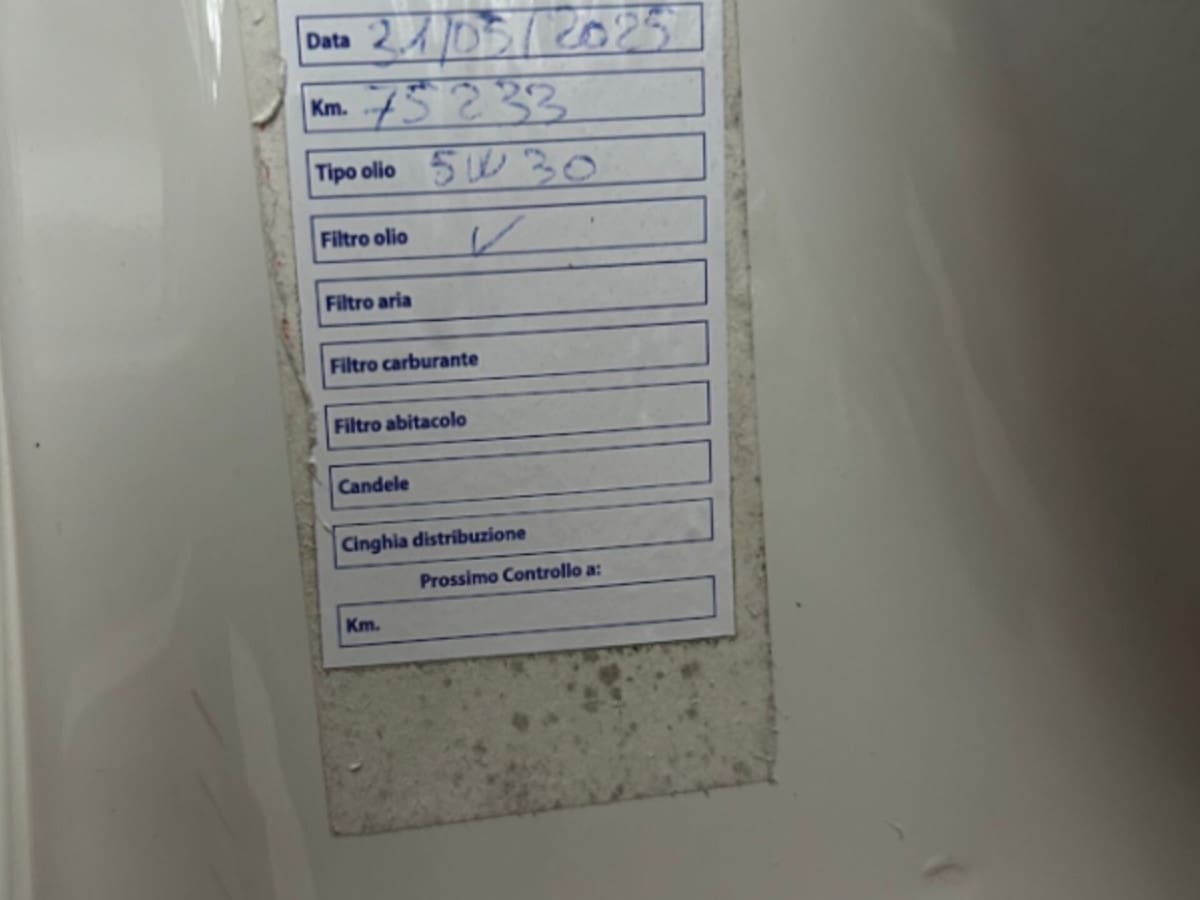 Data 31/05/2025
Km. 75233
Tipo olio 5W30
Filtro olio ✓
Filtro aria
Filtro carburante
Filtro abitacolo
Candele
Cinghia distribuzione
Prossimo Controllo a:
Km.